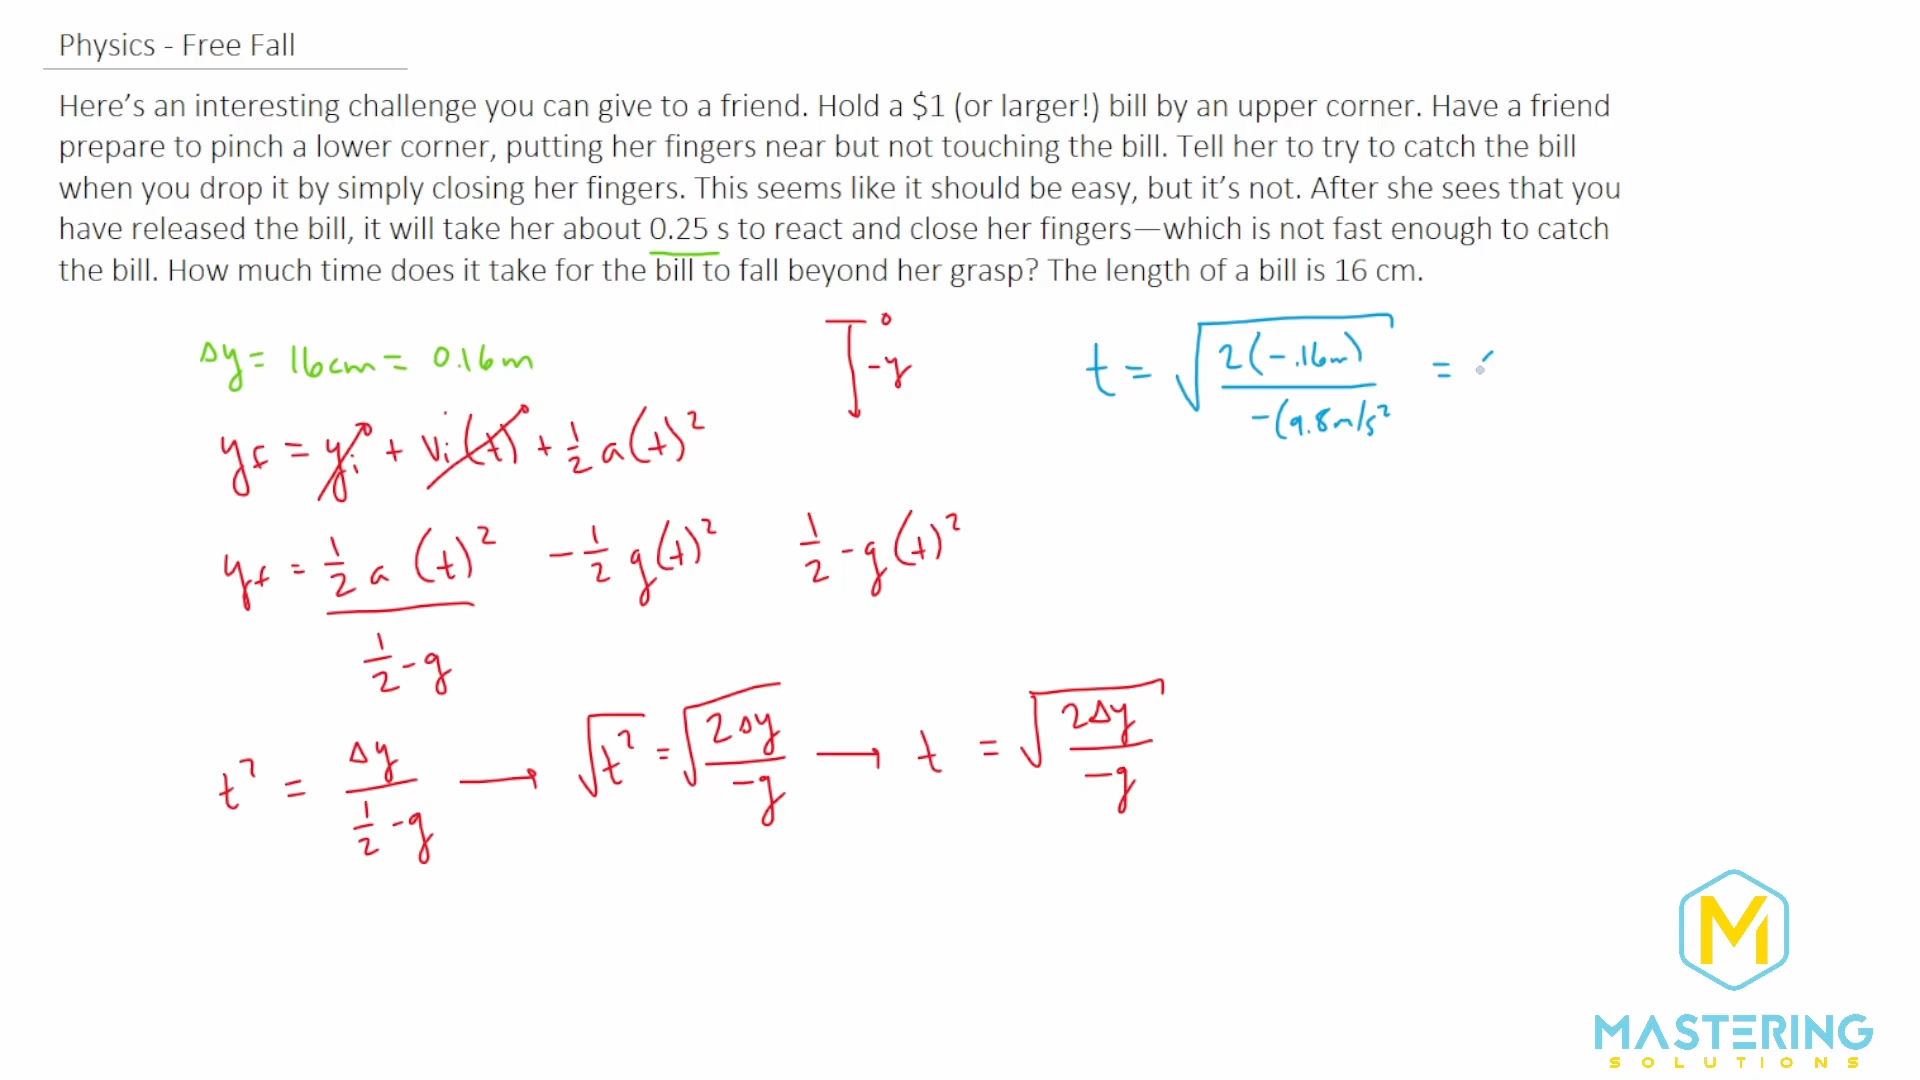 Physics - Free Fall
Here’s an interesting challenge you can give to a friend. Hold a $1 (or larger!) bill by an upper corner. Have a friend
prepare to pinch a lower corner, putting her fingers near but not touching the bill. Tell her to try to catch the bill
when you drop it by simply closing her fingers. This seems like it should be easy, but it’s not. After she sees that you
have released the bill, it will take her about 0.25 s to react and close her fingers—which is not fast enough to catch
the bill. How much time does it take for the bill to fall beyond her grasp? The length of a bill is 16 cm.
Δy = 16cm = 0.16m
0
-y
t = √(2(-.16m) / -(9.8m/s²) =
yf = yi⁰ + vi(t)⁰ + 1/2 a(t)²
yf = 1/2 a (t)² -1/2 g(t)² 1/2 -g(t)²
1/2 -g
t² = Δy / 1/2 -g → √t² = √2Δy / -g → t = √2Δy / -g
M
MASTERING
SOLUTIONS